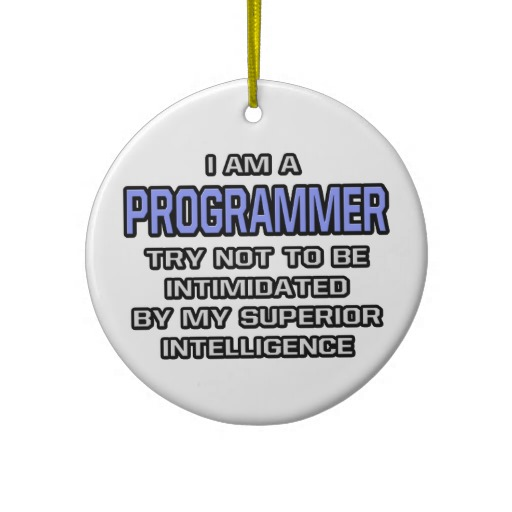 I AM A
PROGRAMMER
TRY NOT TO BE
INTIMIDATED
BY MY SUPERIOR
INTELLIGENCE